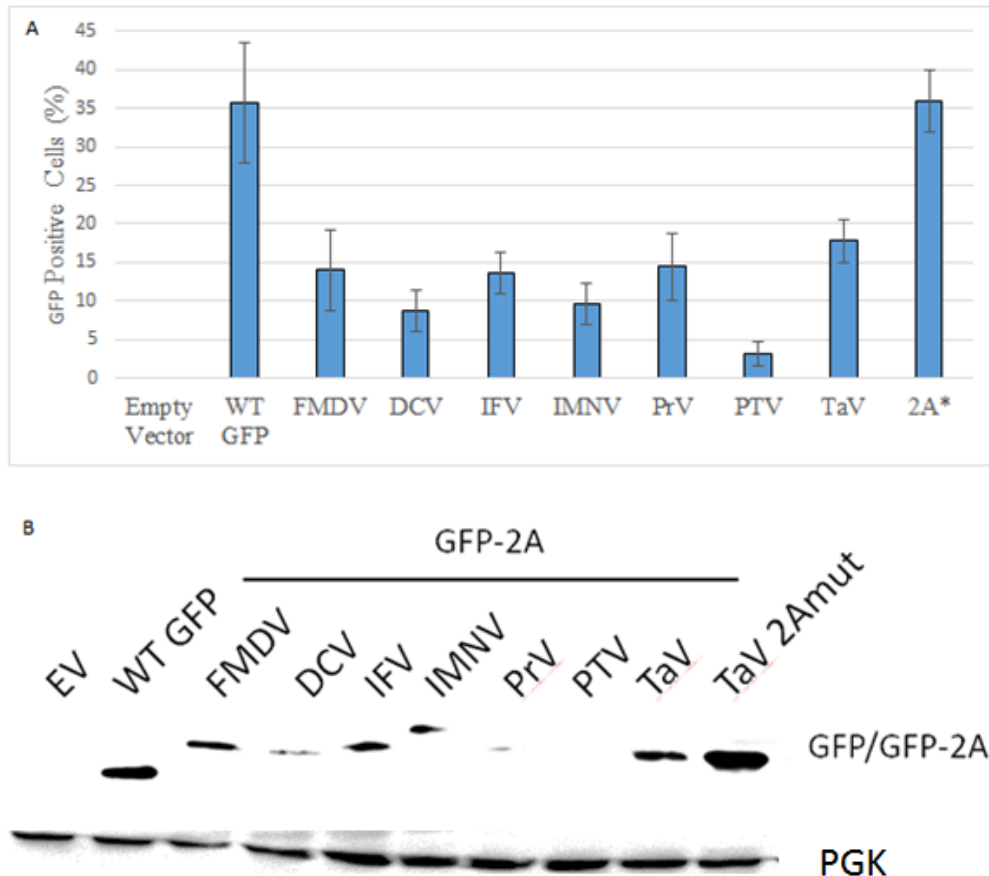 A
45
40
35
30
25
20
15
10
5
0
GFP Positive Cells (%)
Empty Vector
WT GFP
FMDV
DCV
IFV
IMNV
PrV
PTV
TaV
2A*
B
GFP-2A
EV
WT GFP
FMDV
DCV
IFV
IMNV
PrV
PTV
TaV
TaV 2Amut
GFP/GFP-2A
PGK